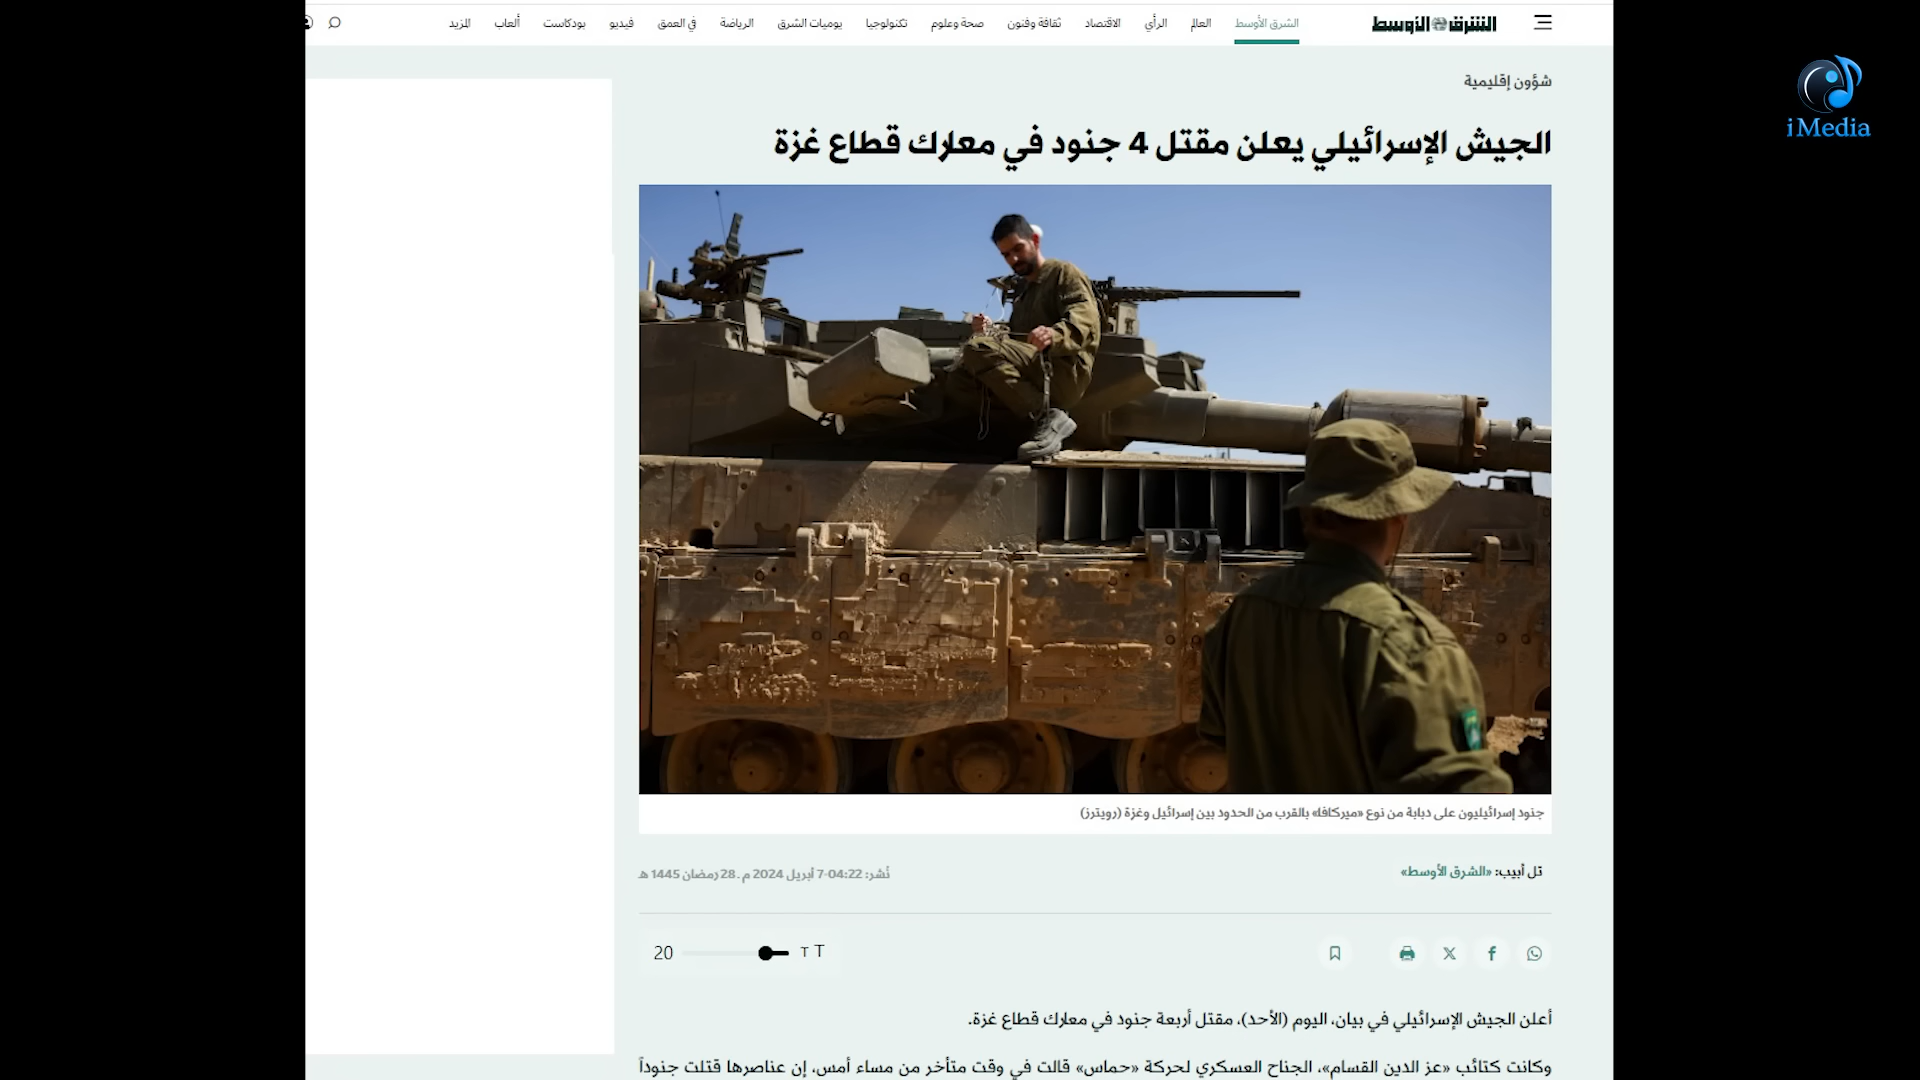 الشرق الأوسط
الشرق الأوسط العالم الرأي الاقتصاد ثقافة وفنون صحة وعلوم تكنولوجيا يوميات الشرق الرياضة في العمق فيديو بودكاست ألعاب المزيد
iMedia
شؤون إقليمية
الجيش الإسرائيلي يعلن مقتل 4 جنود في معارك قطاع غزة
جنود إسرائيليون على دبابة من نوع «ميركافا» بالقرب من الحدود بين إسرائيل وغزة (رويترز)
تل أبيب: «الشرق الأوسط»
نُشر: 04:22-7 أبريل 2024 م ـ 28 رمضان 1445 هـ
T T 20
أعلن الجيش الإسرائيلي في بيان، اليوم (الأحد)، مقتل أربعة جنود في معارك قطاع غزة.
وكانت كتائب «عز الدين القسام»، الجناح العسكري لحركة «حماس» قالت في وقت متأخر من مساء أمس، إن عناصرها قتلت جنوداً